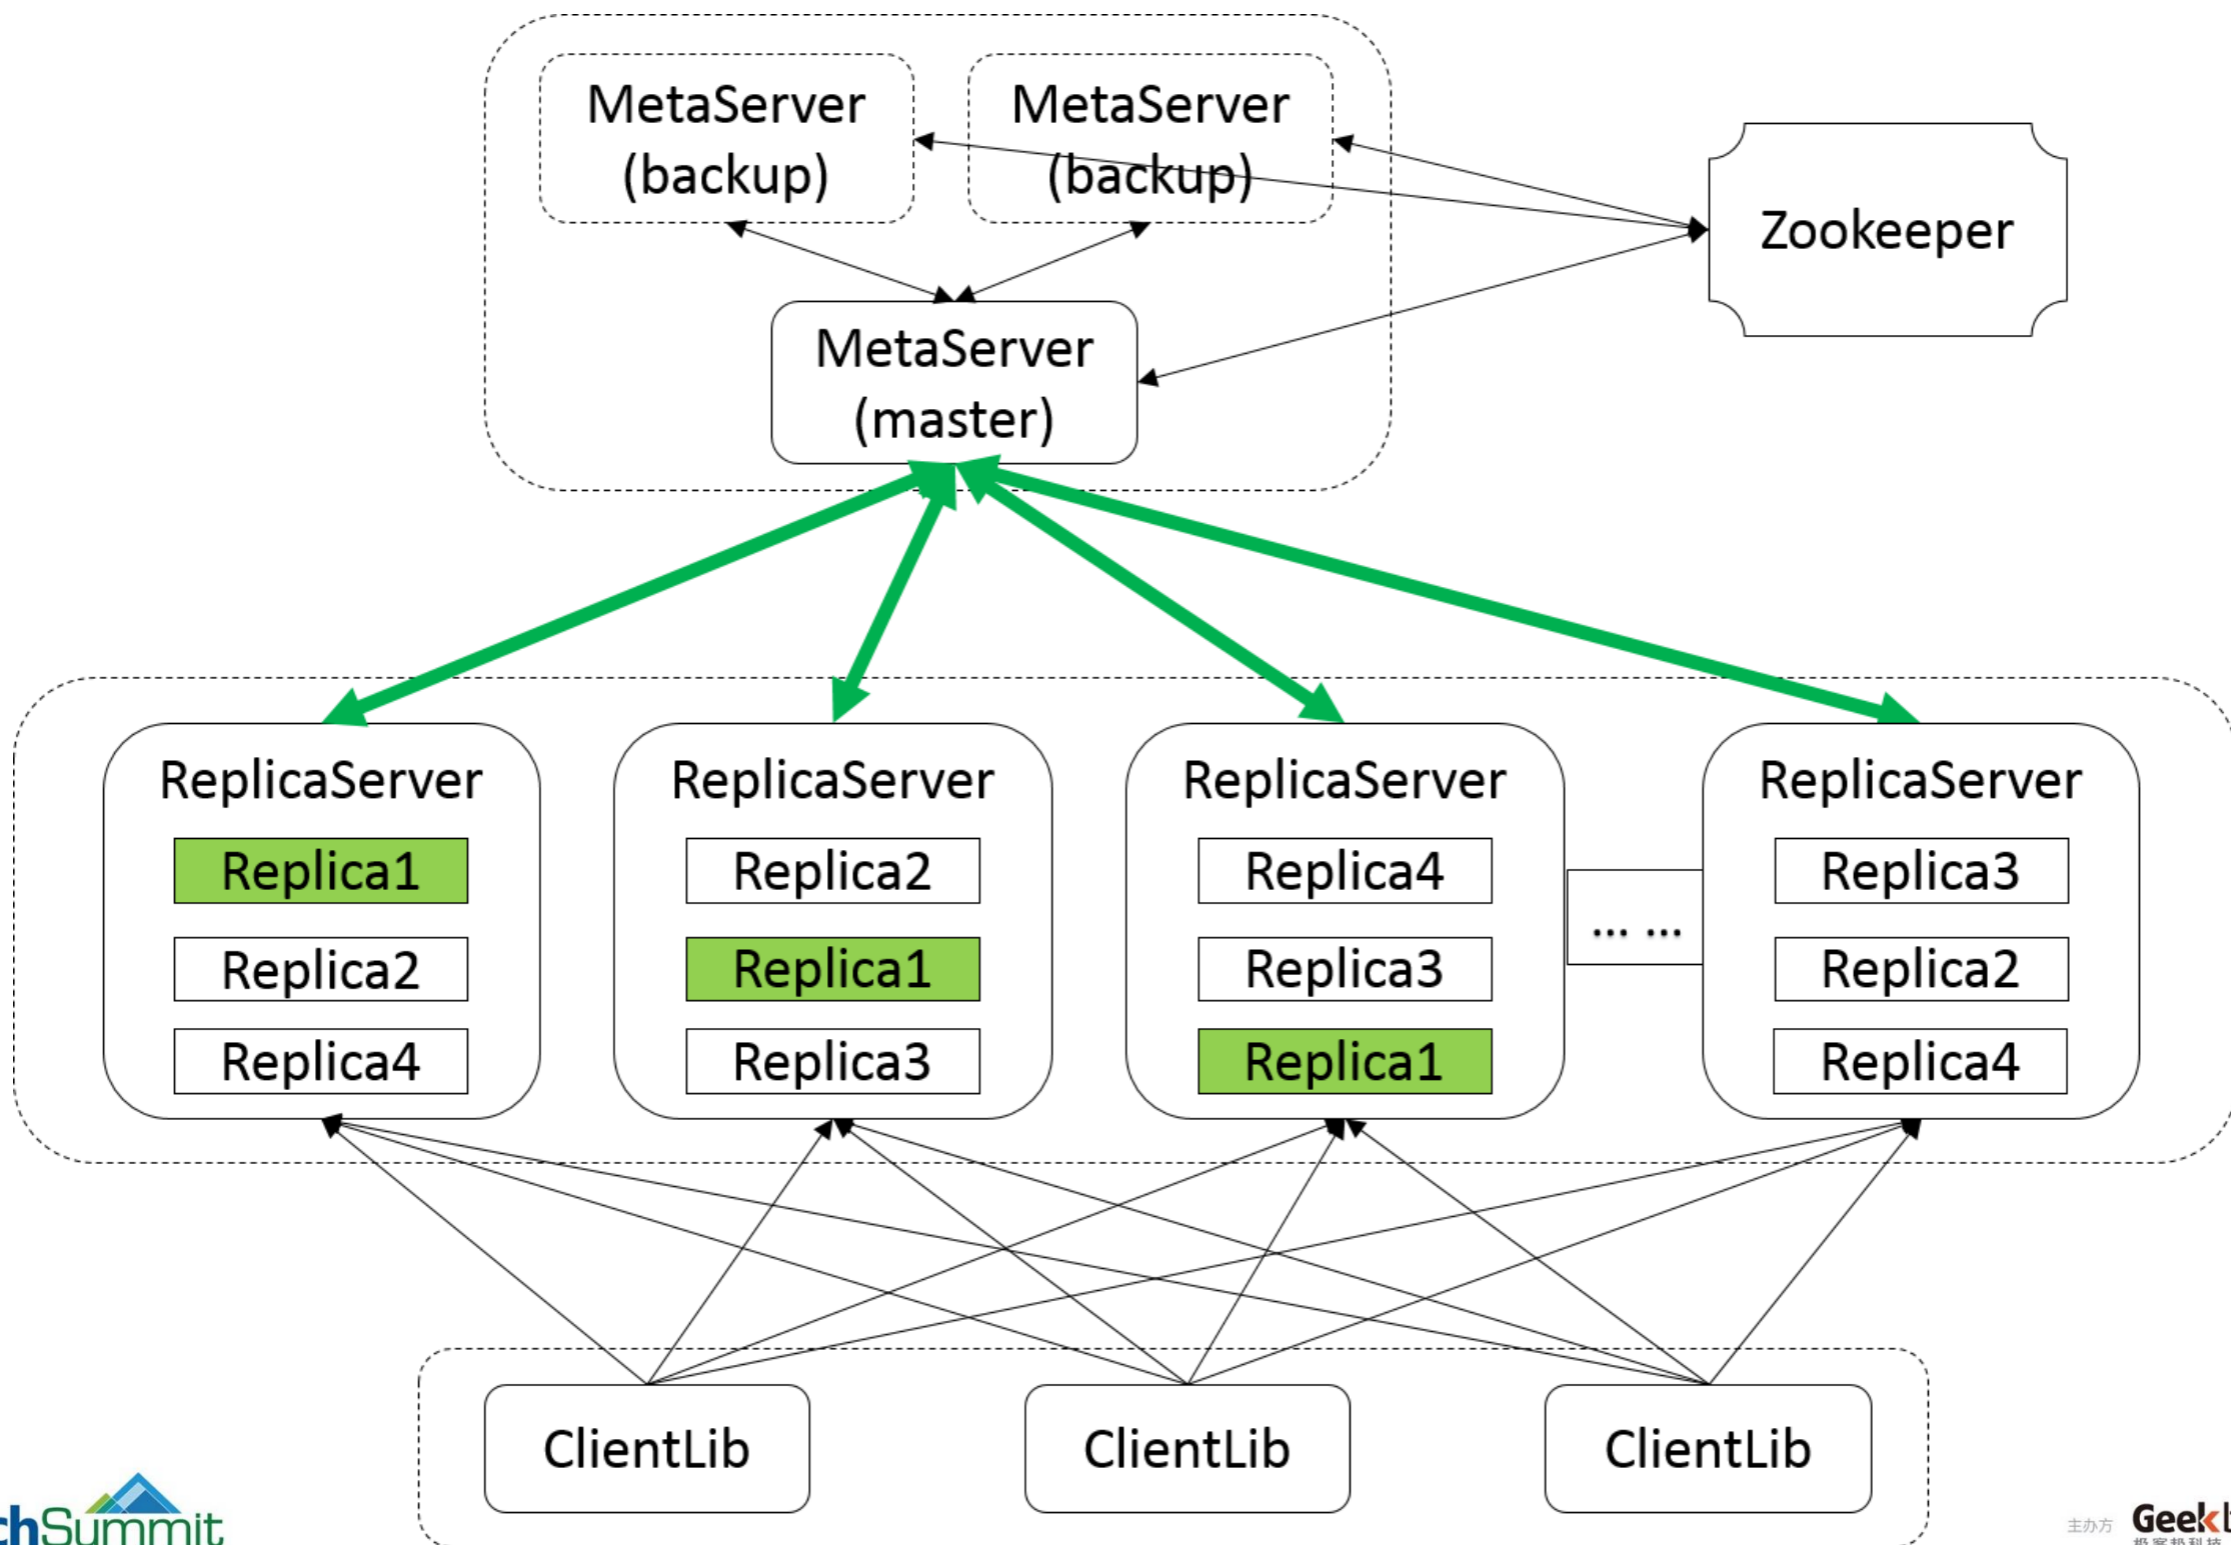 MetaServer
(backup)
MetaServer
(backup)
Zookeeper
MetaServer
(master)
ReplicaServer
Replica1
Replica2
Replica4
ReplicaServer
Replica2
Replica1
Replica3
ReplicaServer
Replica4
Replica3
Replica1
... ...
ReplicaServer
Replica3
Replica2
Replica4
ClientLib
ClientLib
ClientLib
chSummit
主办方
Geek